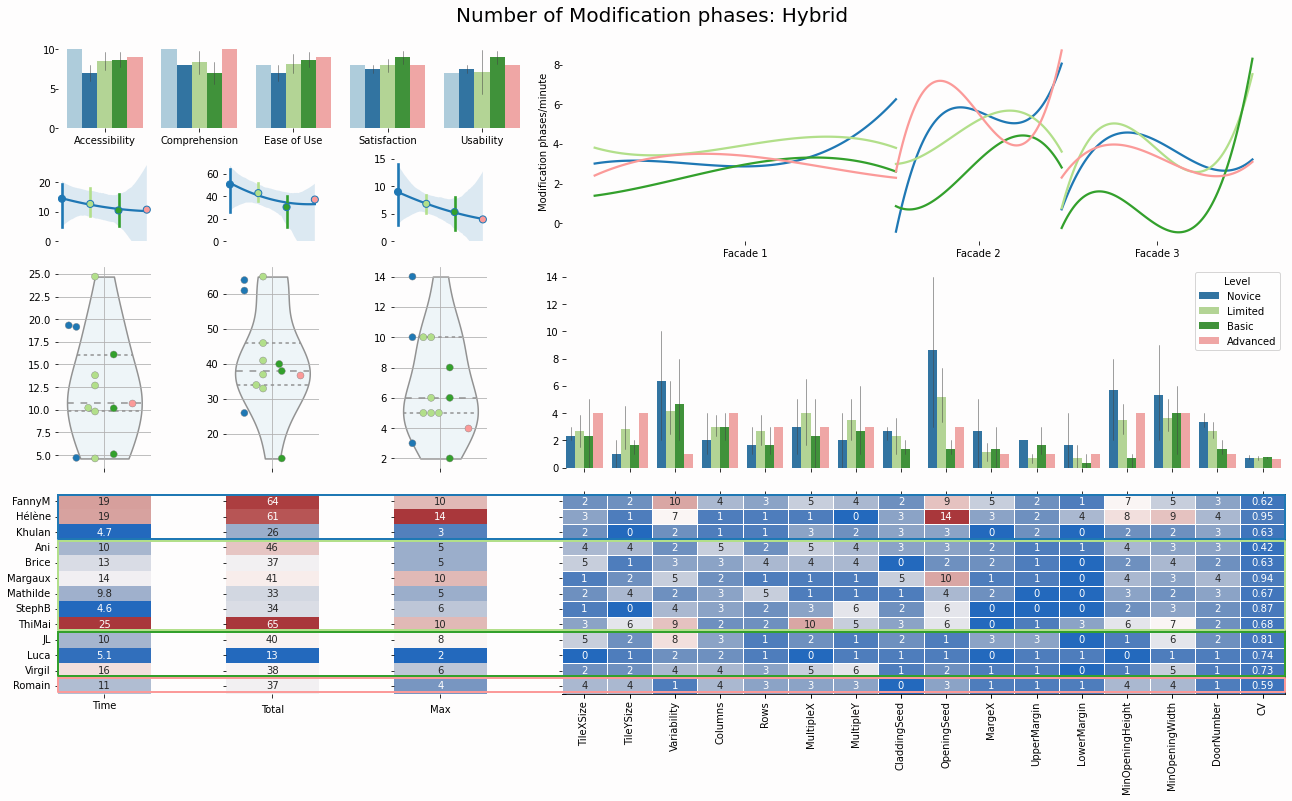 Number of Modification phases: Hybrid
10
5
0
Accessibility Comprehension Ease of Use Satisfaction Usability
8
6
4
2
0
Modification phases/minute
Facade 1 Facade 2 Facade 3
20
10
0
60
40
20
0
15
10
5
0
25.0
22.5
20.0
17.5
15.0
12.5
10.0
7.5
5.0
60
50
40
30
20
14
12
10
8
6
4
2
14
12
10
8
6
4
2
0
Level
Novice
Limited
Basic
Advanced
FannyM 19 64 10 2 2 10 4 3 5 4 2 9 5 2 1 7 5 3 0.62
Hélène 19 61 14 3 1 7 1 1 1 0 3 14 3 2 4 8 9 4 0.95
Khulan 4.7 26 3 2 0 2 1 1 3 2 3 3 0 2 0 2 2 3 0.63
Ani 10 46 5 4 4 2 5 2 5 4 3 3 2 1 1 4 3 3 0.42
Brice 13 37 5 5 1 3 3 4 4 4 0 2 2 1 0 2 4 2 0.63
Margaux 14 41 10 1 2 5 2 1 1 1 5 10 1 1 0 4 3 4 0.94
Mathilde 9.8 33 5 2 4 2 3 5 1 1 1 4 2 0 0 3 3 2 0.67
StephB 4.6 34 6 1 0 4 3 2 3 6 2 6 0 0 0 2 3 2 0.87
ThiMai 25 65 10 3 6 9 2 2 10 5 3 6 0 1 3 6 7 3 0.68
JL 10 40 8 5 2 8 3 1 2 1 2 1 3 3 0 1 6 2 0.81
Luca 5.1 13 2 0 1 2 2 1 0 1 1 1 0 1 1 0 1 1 0.74
Virgil 16 38 6 2 2 4 4 3 5 6 1 2 1 1 0 1 5 1 0.73
Romain 11 37 4 4 4 1 4 3 3 3 0 3 1 1 1 4 4 1 0.59
Time Total Max
TileXSize
TileYSize
Variability
Columns
Rows
MultipleX
MultipleY
CladdingSeed
OpeningSeed
MargeX
UpperMargin
LowerMargin
MinOpeningHeight
MinOpeningWidth
DoorNumber
CV